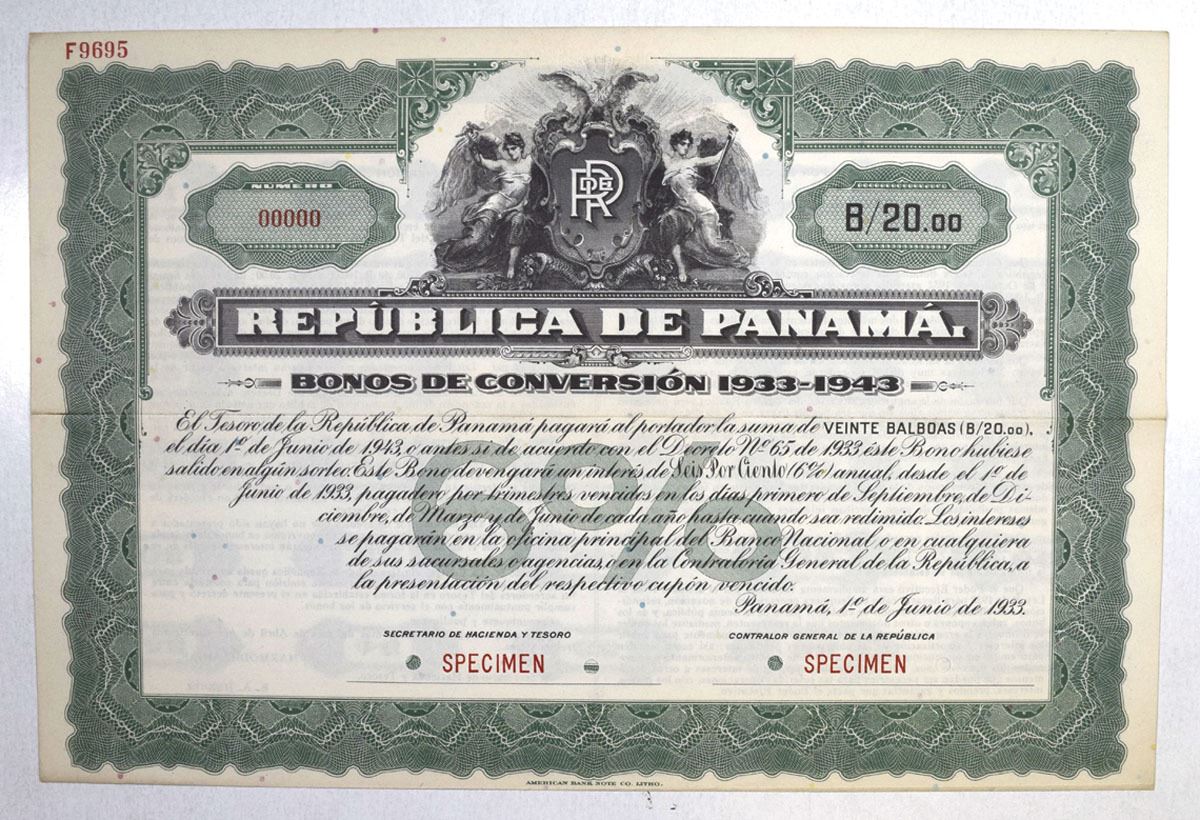 F9695
NUMERO
00000
R DE P
B/20.00
REPÚBLICA DE PANAMÁ.
BONOS DE CONVERSIÓN 1933-1943
El Tesoro de la República de Panamá pagará al portador la suma de VEINTE BALBOAS (B/20.00),
el día 1º de Junio de 1943, o antes si de acuerdo con el Decreto Nº 65 de 1933 éste Bono hubiese
salido en algún sorteo. Este Bono devengará un interés de Seis Por Ciento (6%) anual, desde el 1º de
Junio de 1933, pagadero por trimestres vencidos en los días primero de Septiembre, de Di-
ciembre, de Marzo y de Junio de cada año hasta cuando sea redimido. Los intereses
se pagarán en la oficina principal del Banco Nacional o en cualquiera
de sus sucursales o agencias, o en la Contraloría General de la República, a
la presentación del respectivo cupón vencido.
6%
Panamá, 1º de Junio de 1933.
SECRETARIO DE HACIENDA Y TESORO
CONTRALOR GENERAL DE LA REPÚBLICA
SPECIMEN
SPECIMEN
AMERICAN BANK NOTE CO. LITHO.